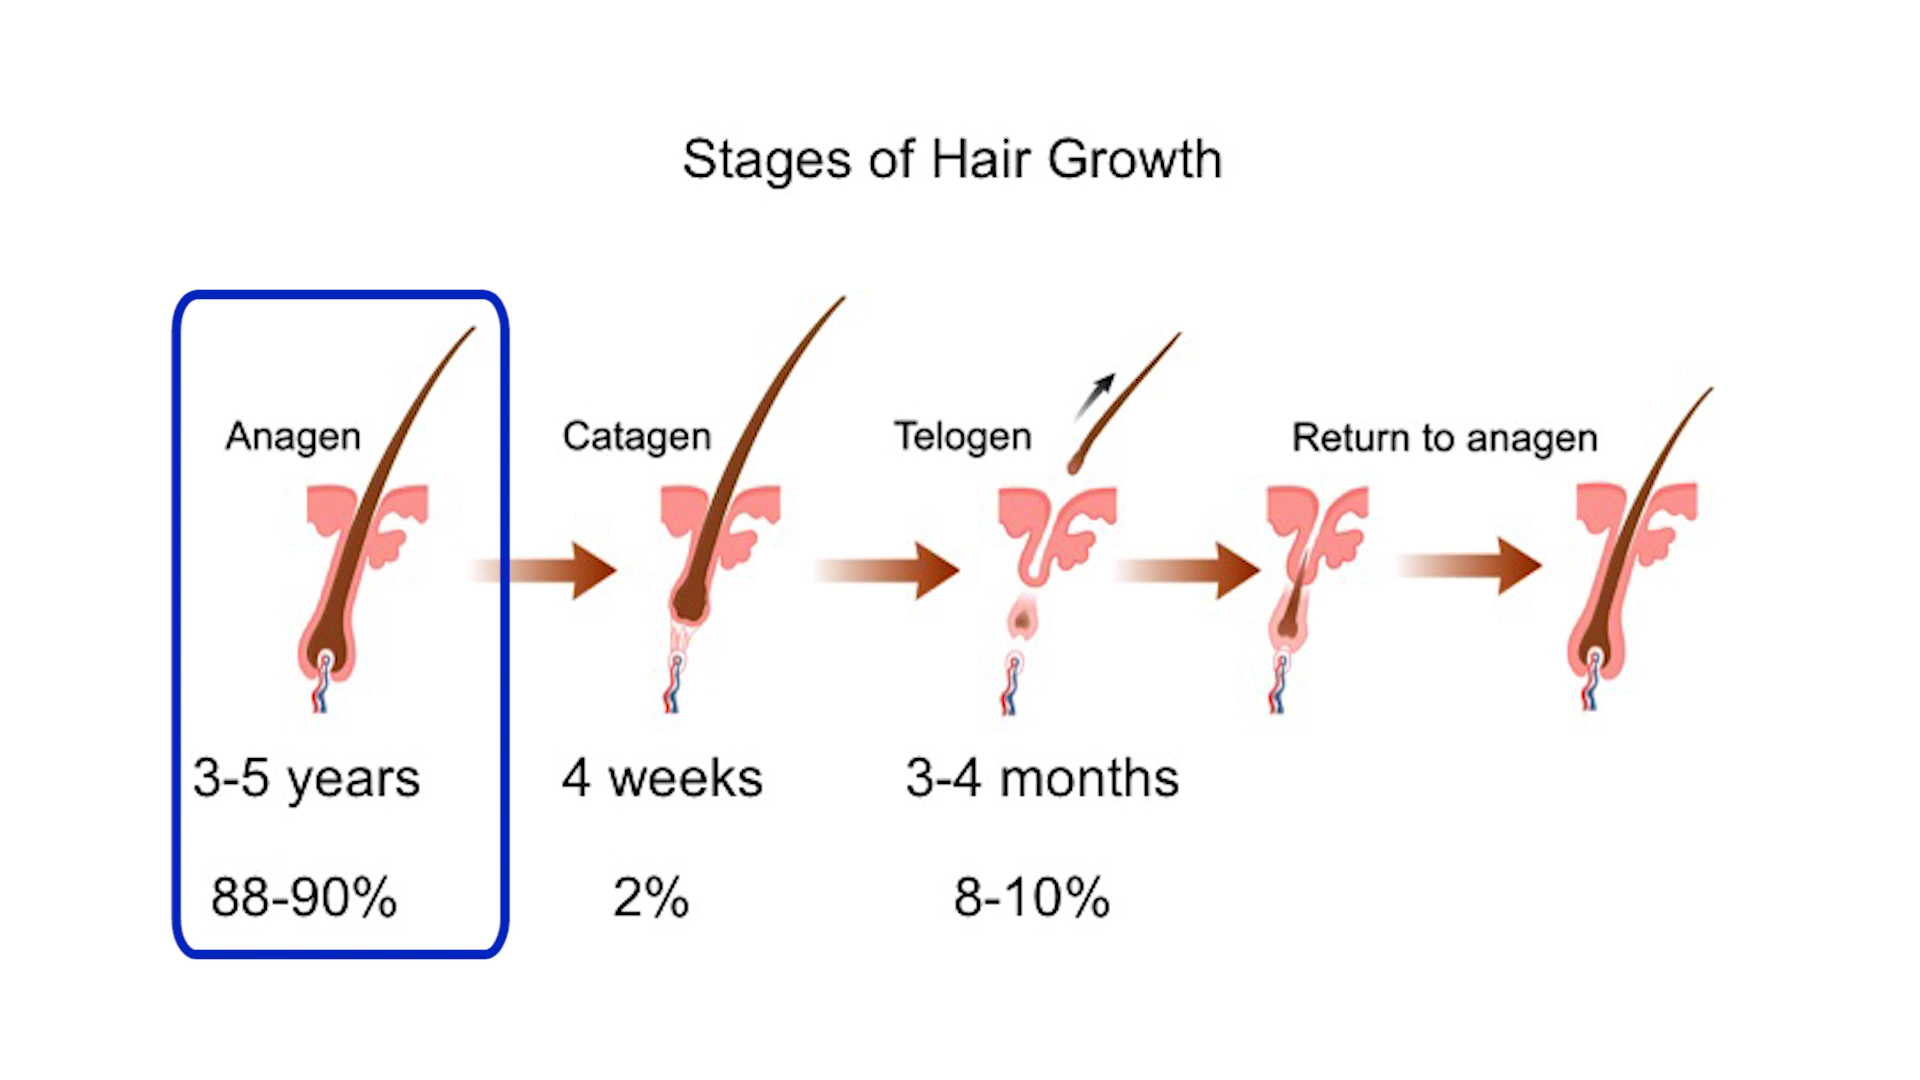 Stages of Hair Growth
Anagen
Catagen
Telogen
Return to anagen
3-5 years
4 weeks
3-4 months
88-90%
2%
8-10%